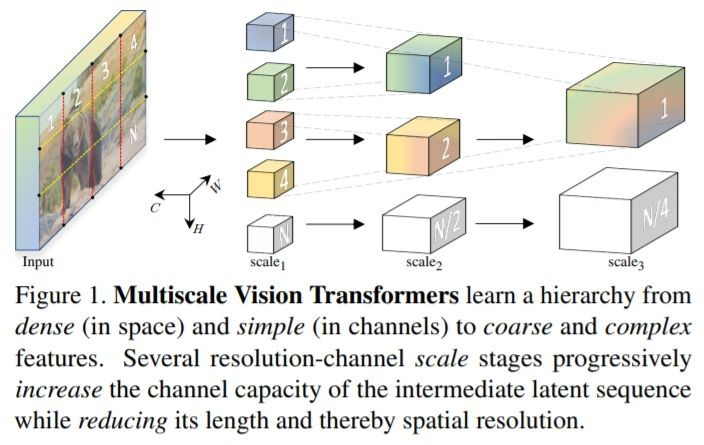 1 2 3 4 N
1
2
3
4
N
1
2
N/2
1
N/4
C W H
Input scale1 scale2 scale3
Figure 1. Multiscale Vision Transformers learn a hierarchy from
dense (in space) and simple (in channels) to coarse and complex
features. Several resolution-channel scale stages progressively
increase the channel capacity of the intermediate latent sequence
while reducing its length and thereby spatial resolution.